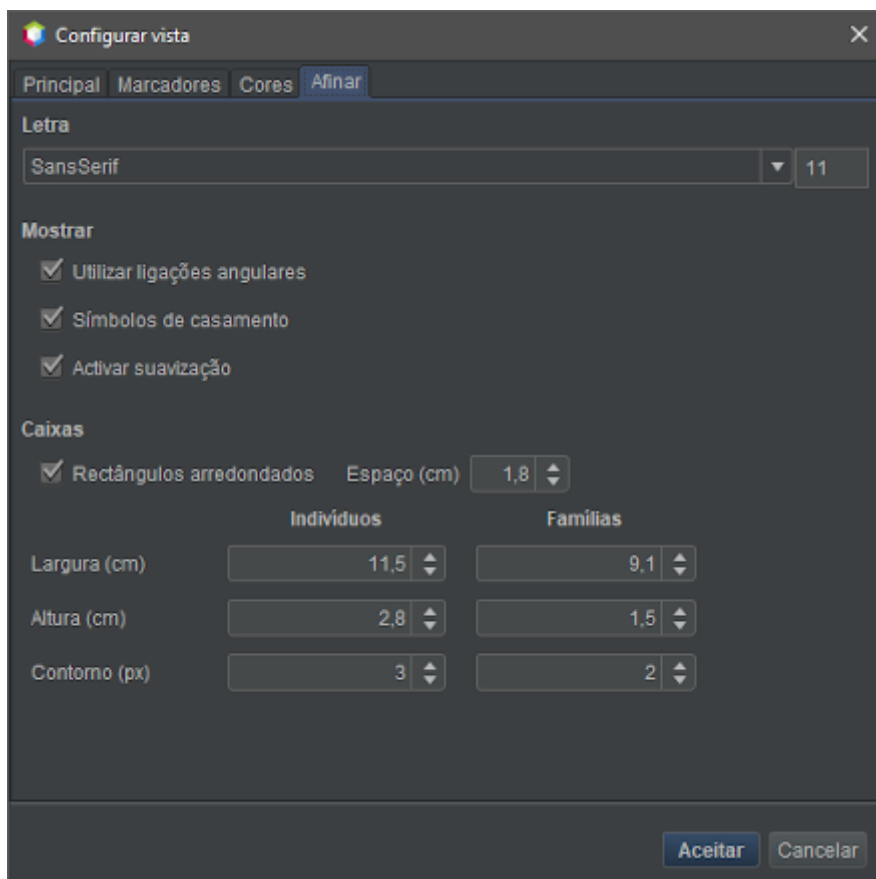 Configurar vista
Principal Marcadores Cores Afinar
Letra
SansSerif 11
Mostrar
Utilizar ligações angulares
Símbolos de casamento
Activar suavização
Caixas
Rectângulos arredondados Espaço (cm) 1,8
Indivíduos Famílias
Largura (cm) 11,5 9,1
Altura (cm) 2,8 1,5
Contorno (px) 3 2
Aceitar Cancelar